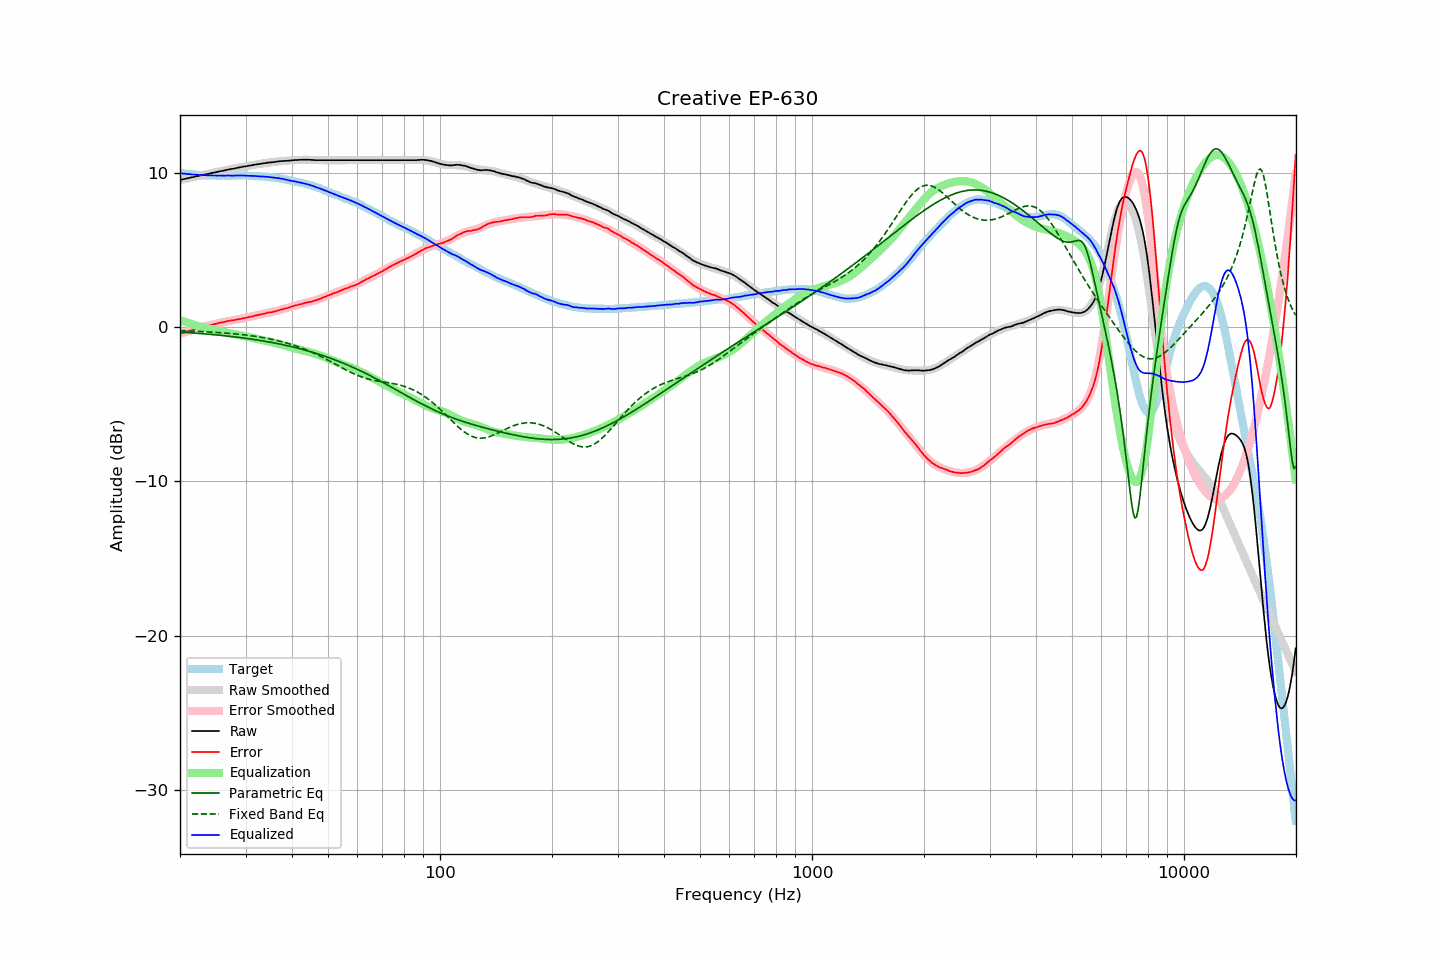 Creative EP-630
Amplitude (dBr)
10
0
−10
−20
−30
Target
Raw Smoothed
Error Smoothed
Raw
Error
Equalization
Parametric Eq
Fixed Band Eq
Equalized
100
1000
10000
Frequency (Hz)